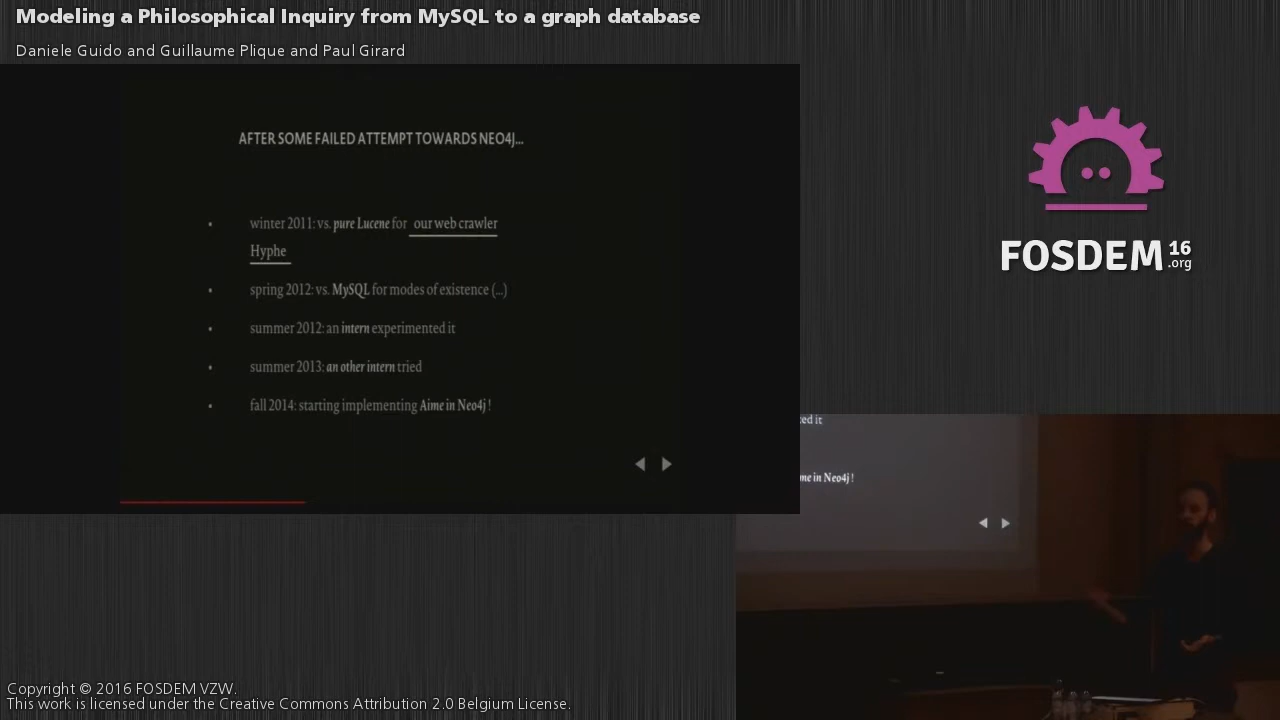 Modeling a Philosophical Inquiry from MySQL to a graph database
Daniele Guido and Guillaume Plique and Paul Girard
AFTER SOME FAILED ATTEMPT TOWARDS NEO4J...
winter 2011: vs. pure Lucene for our web crawler
Hyphe
spring 2012: vs. MySQL for modes of existence (...)
summer 2012: an intern experimented it
summer 2013: an other intern tried
fall 2014: starting implementing Aime in Neo4j !
FOSDEM 16
.org
ted it
me in Neo4j !
Copyright © 2016 FOSDEM VZW.
This work is licensed under the Creative Commons Attribution 2.0 Belgium License.